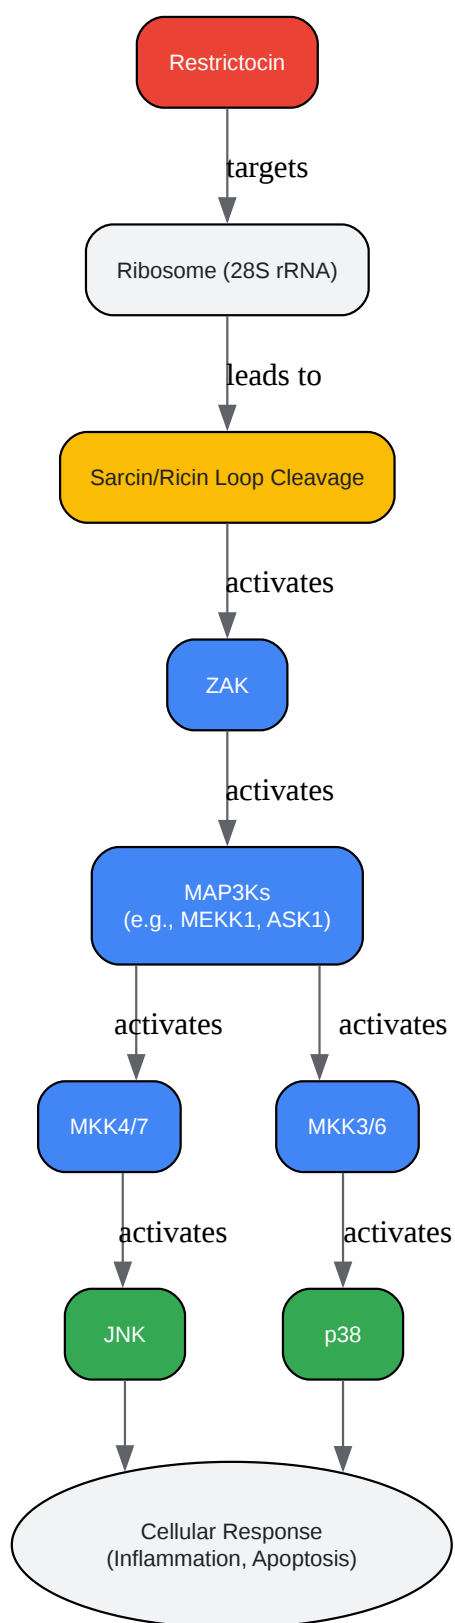 Restrictocin
targets
Ribosome (28S rRNA)
leads to
Sarcin/Ricin Loop Cleavage
activates
ZAK
activates
MAP3Ks
(e.g., MEKK1, ASK1)
activates
activates
MKK4/7
MKK3/6
activates
activates
JNK
p38
Cellular Response
(Inflammation, Apoptosis)